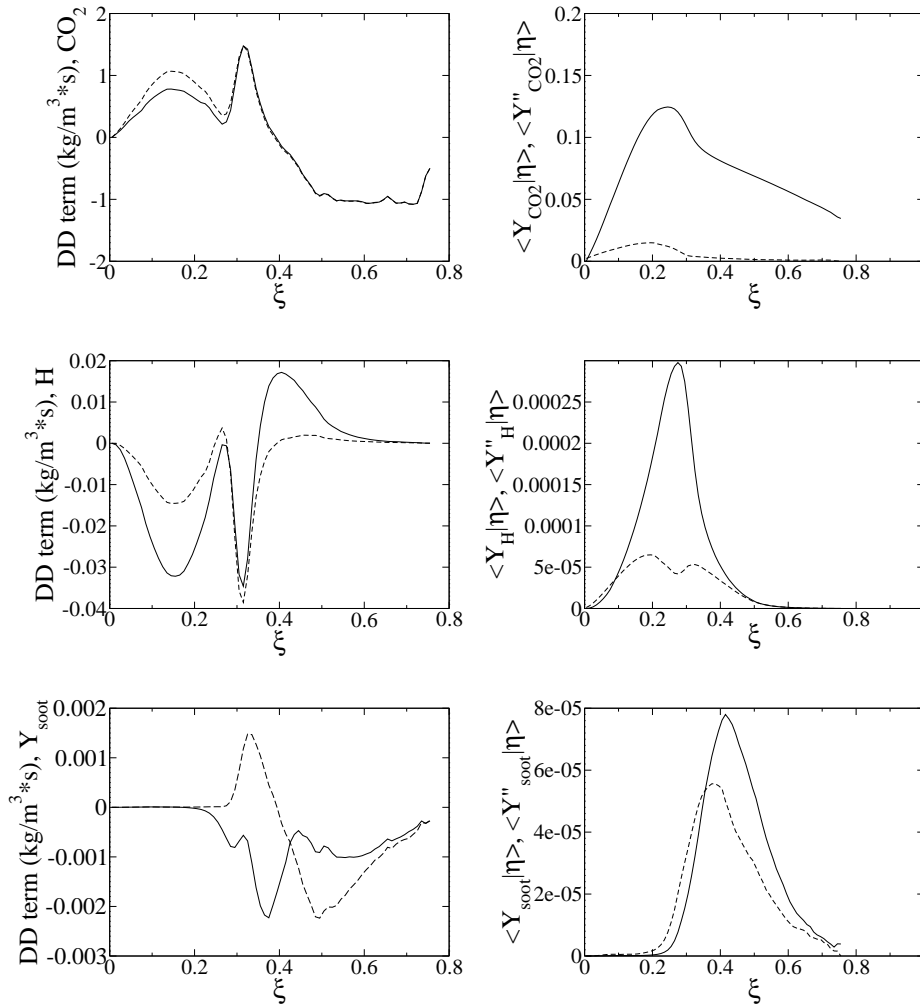 DD term (kg/m³*s), CO₂
2
1
0
-1
-2
0 0.2 0.4 0.6 0.8
ξ
<Y_CO2|η>, <Y"_CO2|η>
0.2
0.15
0.1
0.05
0
0 0.2 0.4 0.6 0.8
ξ
DD term (kg/m³*s), H
0.02
0.01
0
-0.01
-0.02
-0.03
-0.04
0 0.2 0.4 0.6 0.8
ξ
<Y_H|η>, <Y"_H|η>
0.00025
0.0002
0.00015
0.0001
5e-05
0
0 0.2 0.4 0.6 0.8
ξ
DD term (kg/m³*s), Y_soot
0.002
0.001
0
-0.001
-0.002
-0.003
0 0.2 0.4 0.6 0.8
ξ
<Y_soot|η>, <Y"_soot|η>
8e-05
6e-05
4e-05
2e-05
0
0 0.2 0.4 0.6 0.8
ξ